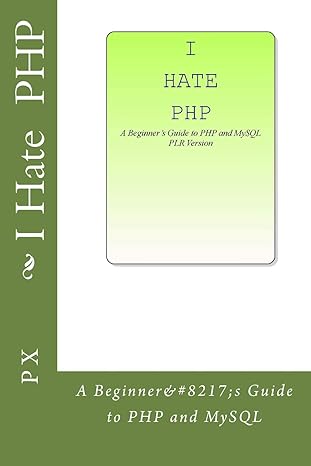 I
HATE
PHP
A Beginner's Guide to PHP and MySQL
PLR Version
PX ~ I Hate PHP
A Beginner&#8217;s Guide
to PHP and MySQL